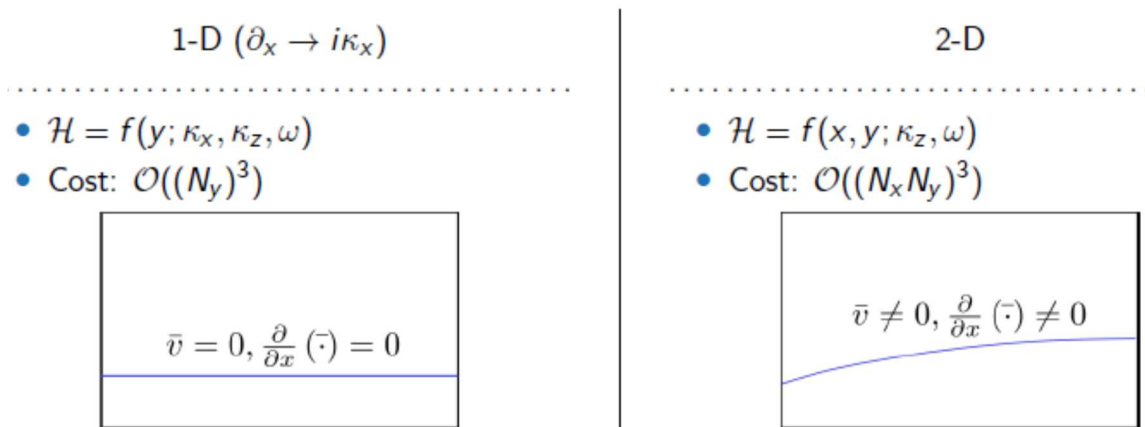 1-D (∂ₓ → iκₓ)
• ℋ = f(y; κₓ, κ_z, ω)
• Cost: 𝒪((N_y)³)
v̄ = 0, ∂/∂x (·̄) = 0
2-D
• ℋ = f(x, y; κ_z, ω)
• Cost: 𝒪((NₓN_y)³)
v̄ ≠ 0, ∂/∂x (·̄) ≠ 0